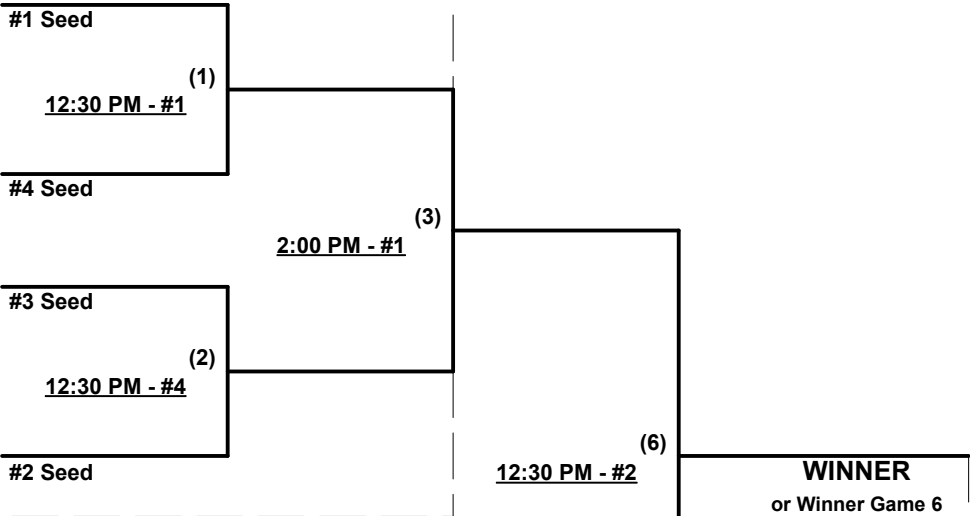 #1 Seed
(1)
12:30 PM - #1
#4 Seed
(3)
2:00 PM - #1
#3 Seed
(2)
12:30 PM - #4
#2 Seed
(6)
12:30 PM - #2
WINNER
or Winner Game 6